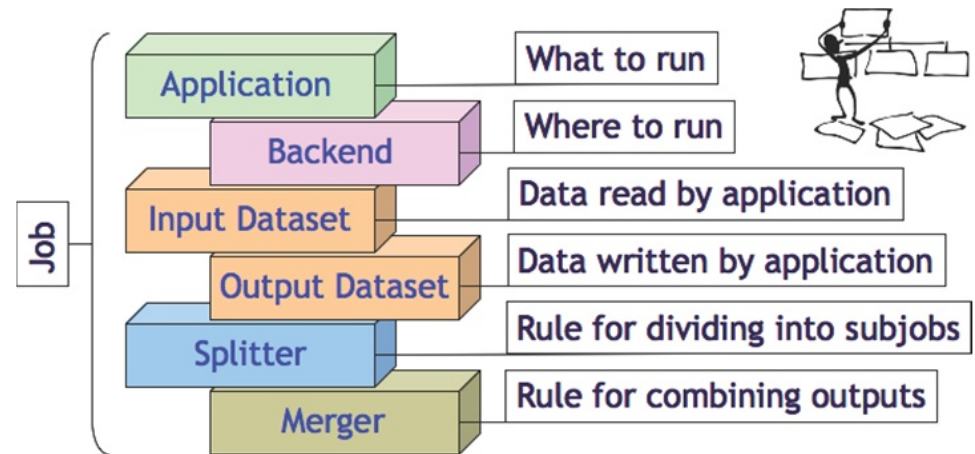 Application
What to run
Backend
Where to run
Input Dataset
Data read by application
Job
Output Dataset
Data written by application
Splitter
Rule for dividing into subjobs
Merger
Rule for combining outputs